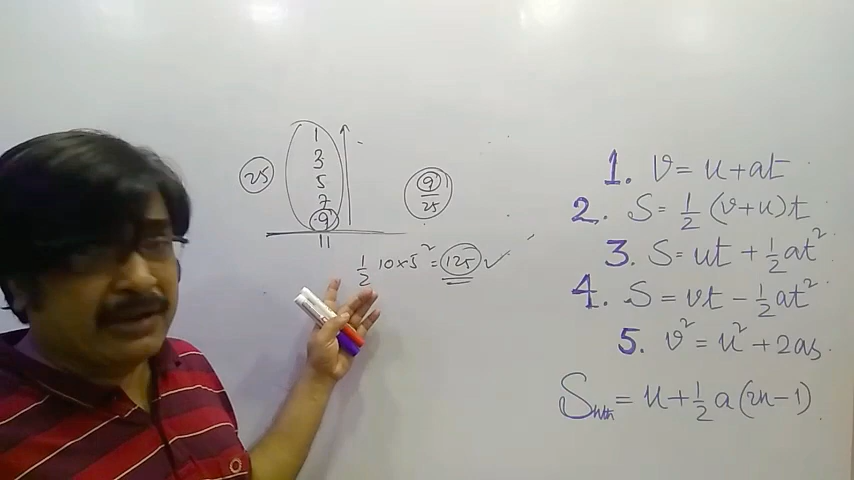 1
3
5
7
9
11
25
9/25
1/2 10×5² = 125 ✓
1. v = u + at
2. S = 1/2 (v+u)t
3. S = ut + 1/2 at²
4. S = vt − 1/2 at²
5. v² = u² + 2as
Snth = u + 1/2 a(2n−1)